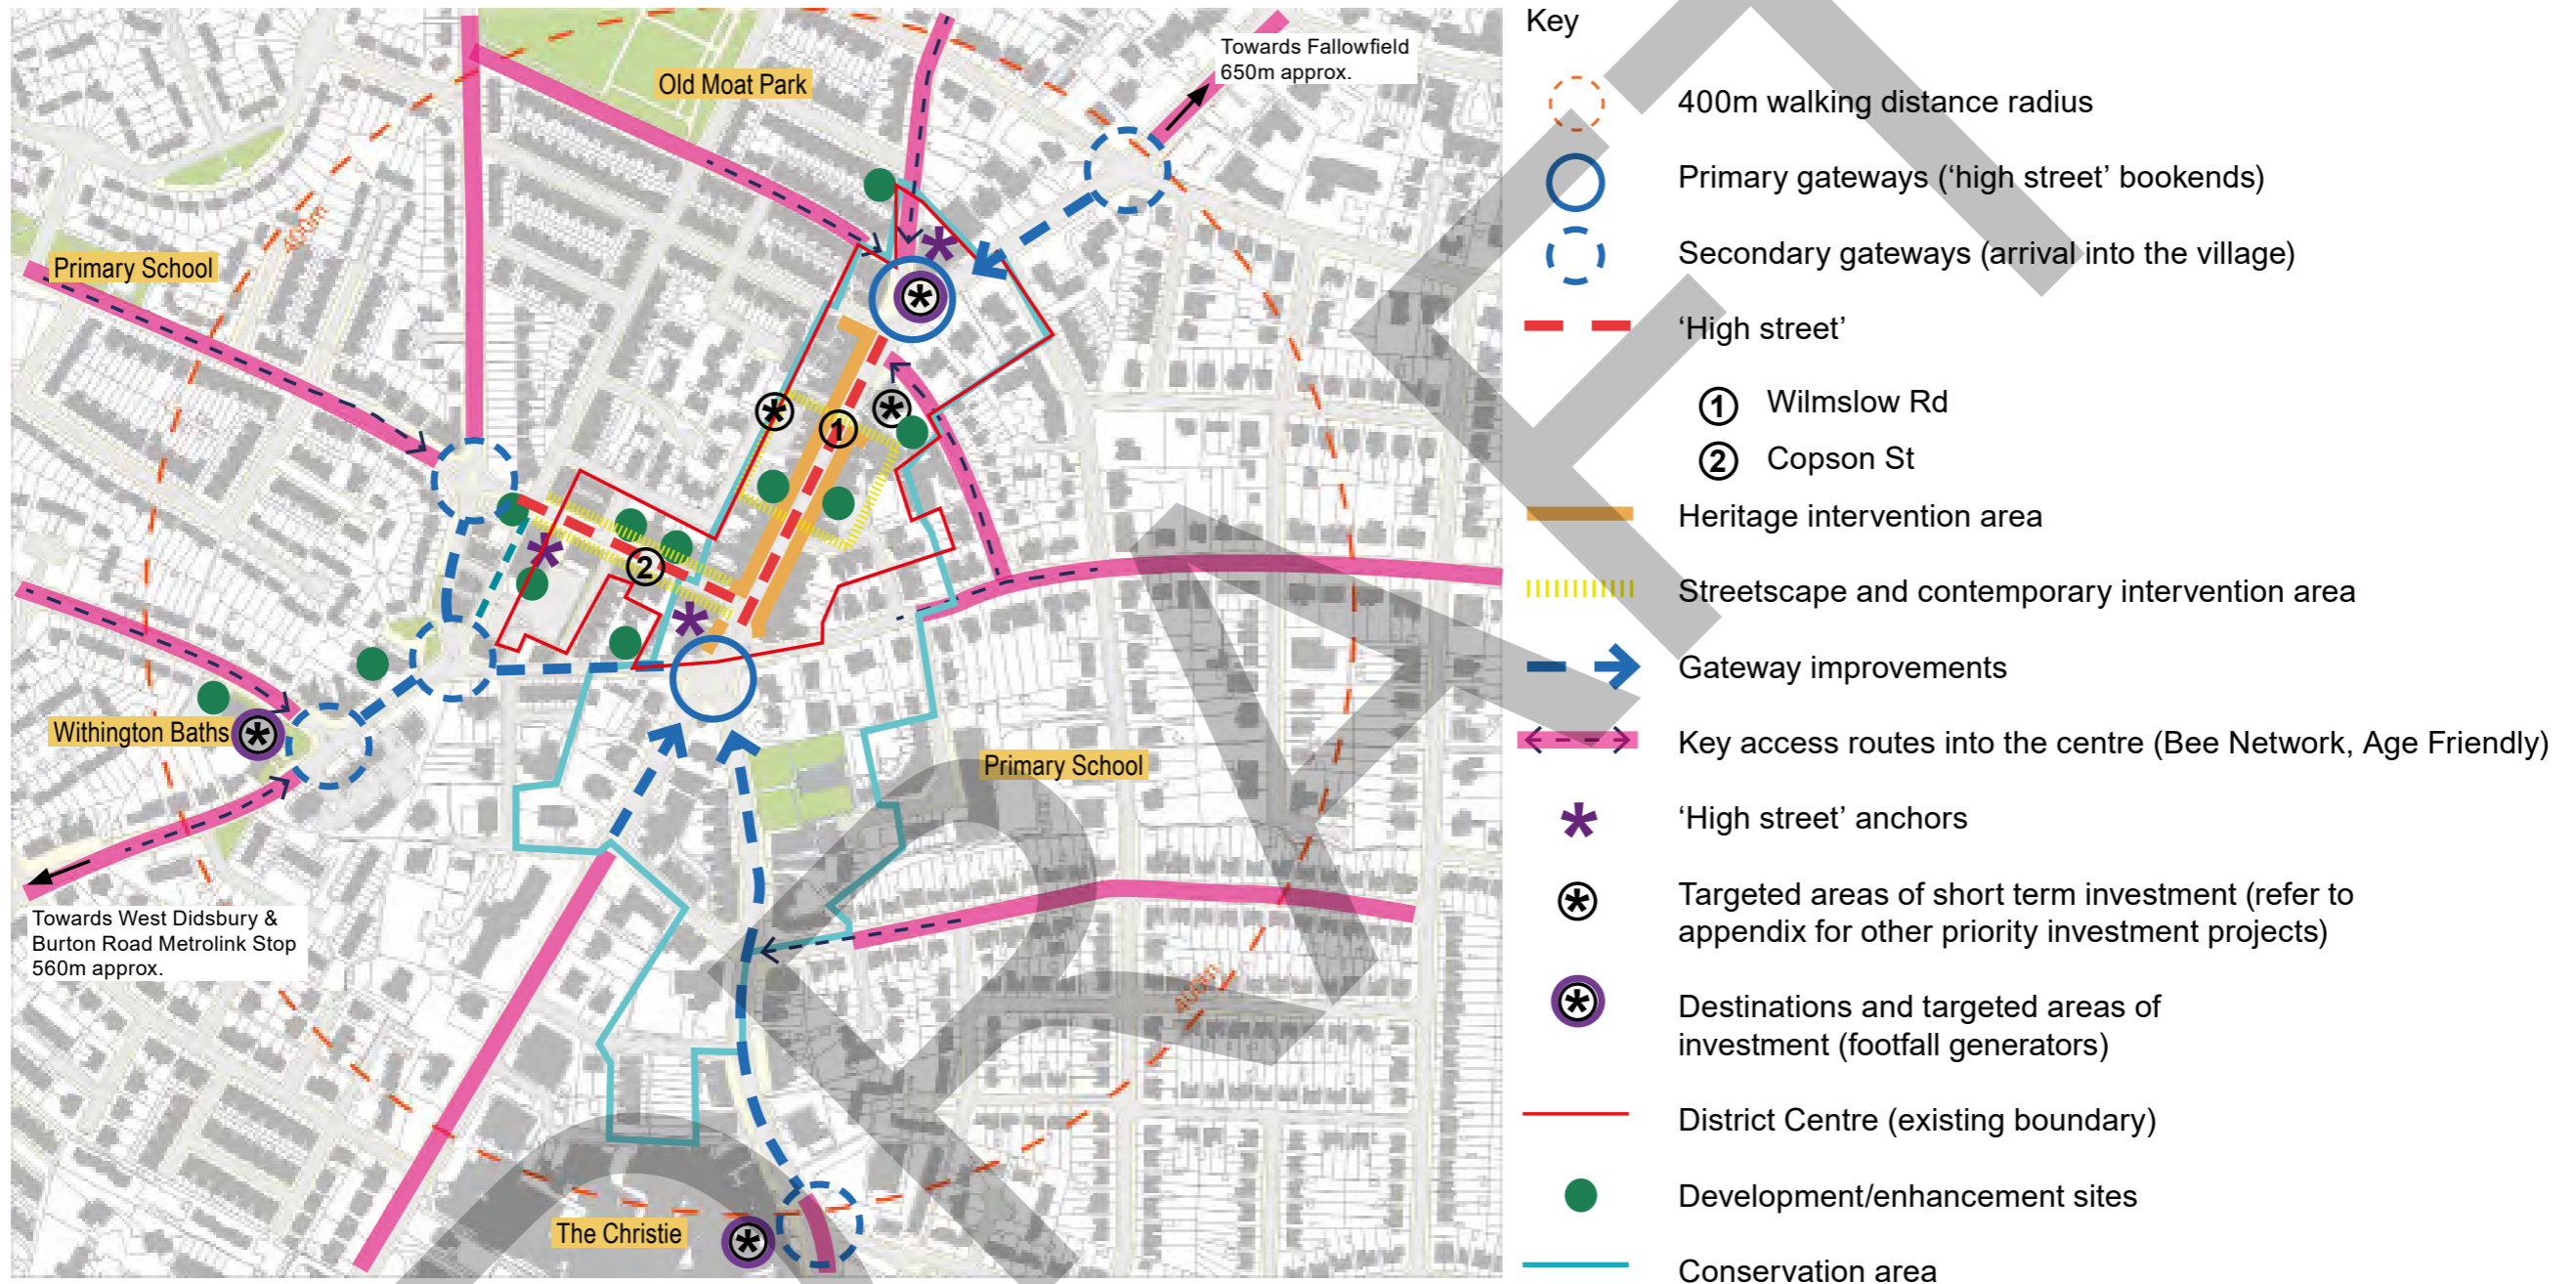 Towards Fallowfield
650m approx.
Old Moat Park
400m
Primary School
1
2
Withington Baths
Primary School
Towards West Didsbury &
Burton Road Metrolink Stop
560m approx.
400m
The Christie
Key
400m walking distance radius
Primary gateways (‘high street’ bookends)
Secondary gateways (arrival into the village)
‘High street’
1 Wilmslow Rd
2 Copson St
Heritage intervention area
Streetscape and contemporary intervention area
Gateway improvements
Key access routes into the centre (Bee Network, Age Friendly)
‘High street’ anchors
Targeted areas of short term investment (refer to
appendix for other priority investment projects)
Destinations and targeted areas of
investment (footfall generators)
District Centre (existing boundary)
Development/enhancement sites
Conservation area
DRAFT